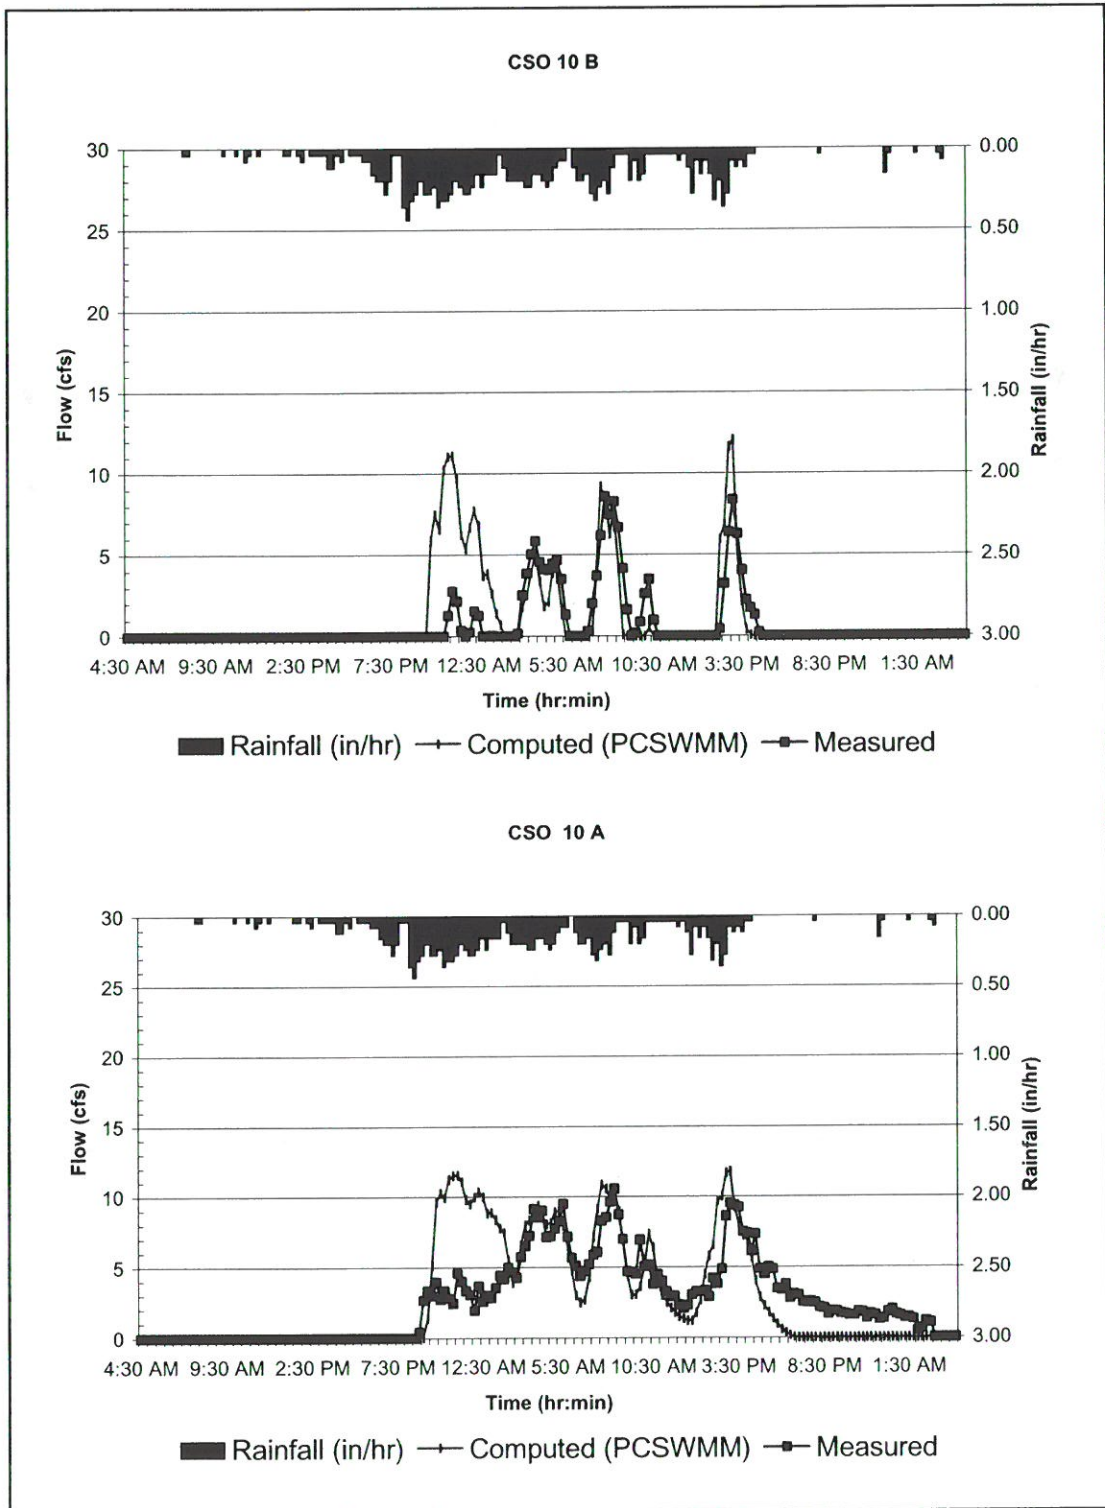 CSO 10 B
30
25
20
15
10
5
0
Flow (cfs)
0.00
0.50
1.00
1.50
2.00
2.50
3.00
Rainfall (in/hr)
4:30 AM 9:30 AM 2:30 PM 7:30 PM 12:30 AM 5:30 AM 10:30 AM 3:30 PM 8:30 PM 1:30 AM
Time (hr:min)
Rainfall (in/hr) Computed (PCSWMM) Measured
CSO 10 A
30
25
20
15
10
5
0
Flow (cfs)
0.00
0.50
1.00
1.50
2.00
2.50
3.00
Rainfall (in/hr)
4:30 AM 9:30 AM 2:30 PM 7:30 PM 12:30 AM 5:30 AM 10:30 AM 3:30 PM 8:30 PM 1:30 AM
Time (hr:min)
Rainfall (in/hr) Computed (PCSWMM) Measured